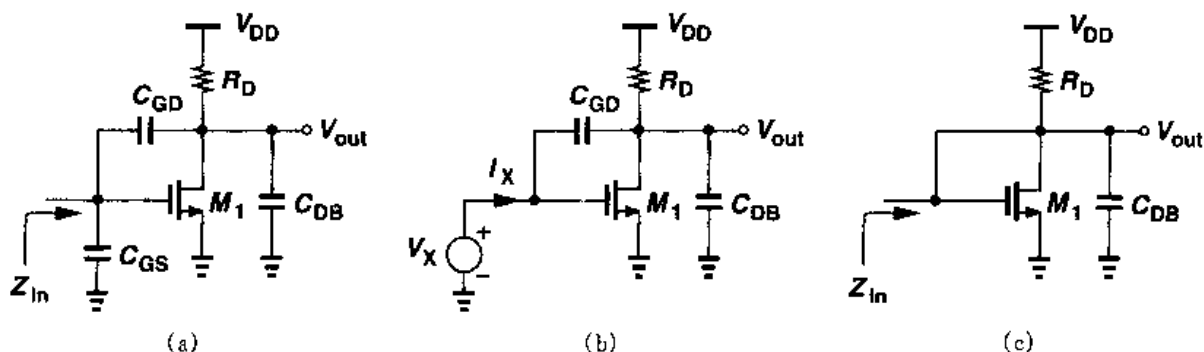 V_DD
R_D
C_GD
V_out
M_1
C_DB
C_GS
Z_in
(a)
V_DD
R_D
C_GD
V_out
I_X
M_1
C_DB
V_X
+
−
(b)
V_DD
R_D
V_out
M_1
C_DB
Z_in
(c)